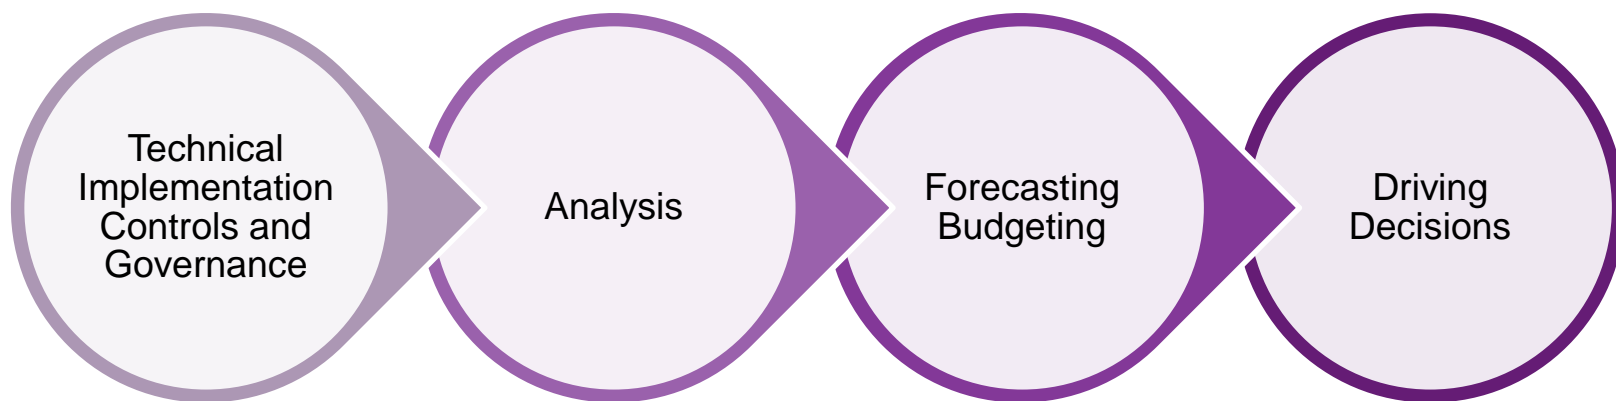 Technical
Implementation
Controls and
Governance
Analysis
Forecasting
Budgeting
Driving
Decisions